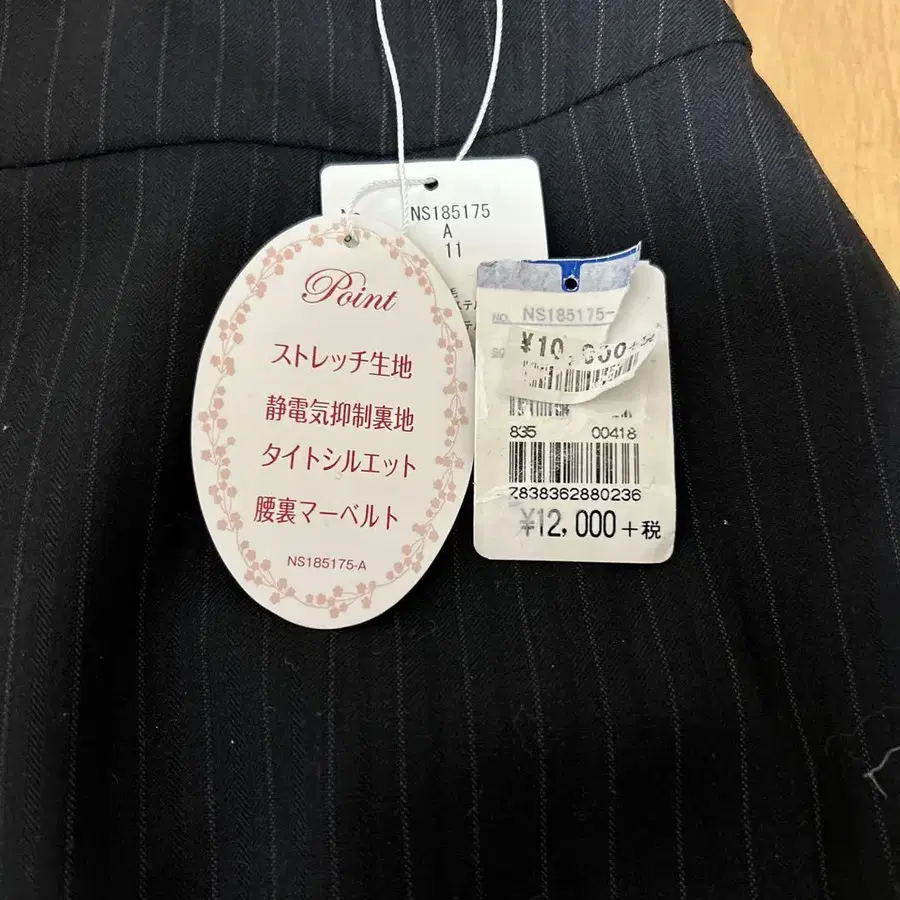 NS185175
A
11
Point
ストレッチ生地
静電気抑制裏地
タイトシルエット
腰裏マーベルト
NS185175-A
NO. NS185175-
835 00418
7838362880236
¥12,000+税